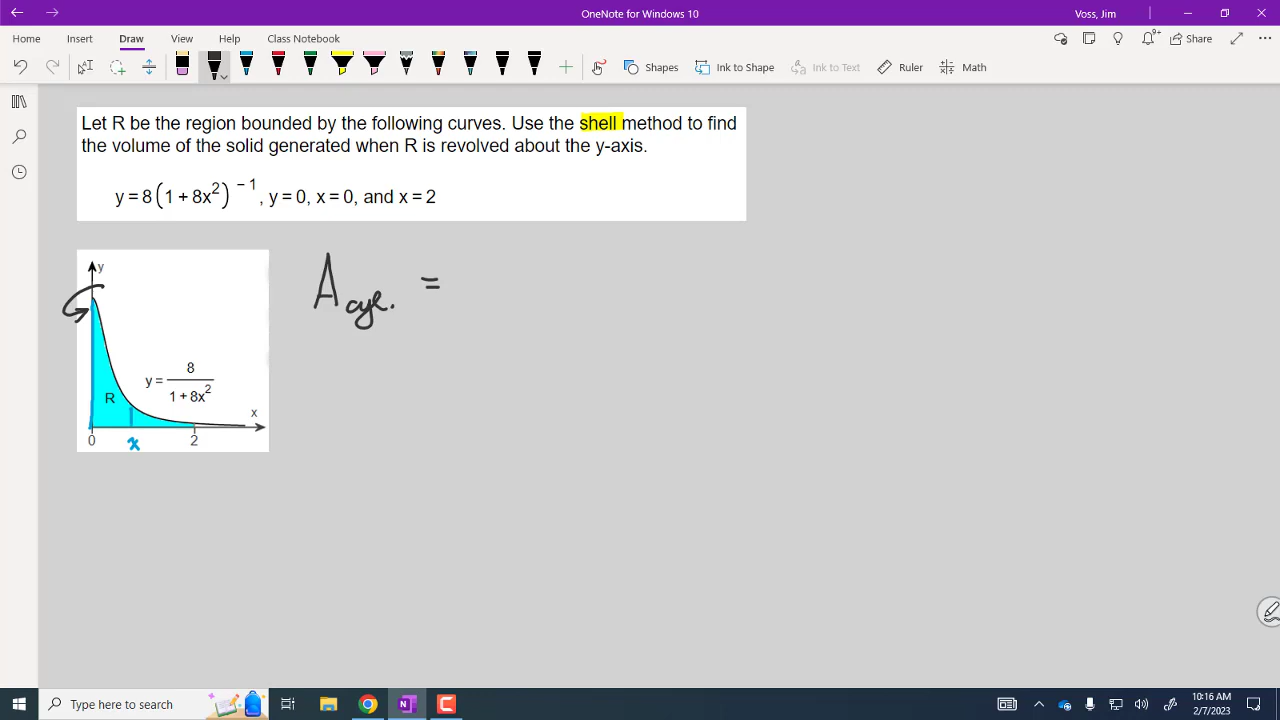 OneNote for Windows 10
Voss, Jim
Home Insert Draw View Help Class Notebook
Share
Shapes Ink to Shape Ink to Text Ruler Math
Let R be the region bounded by the following curves. Use the shell method to find
the volume of the solid generated when R is revolved about the y-axis.
y = 8(1 + 8x²)⁻¹, y = 0, x = 0, and x = 2
A cyl. =
y
y = 8 / 1 + 8x²
R
x
0 x 2
Type here to search
10:16 AM
2/7/2023